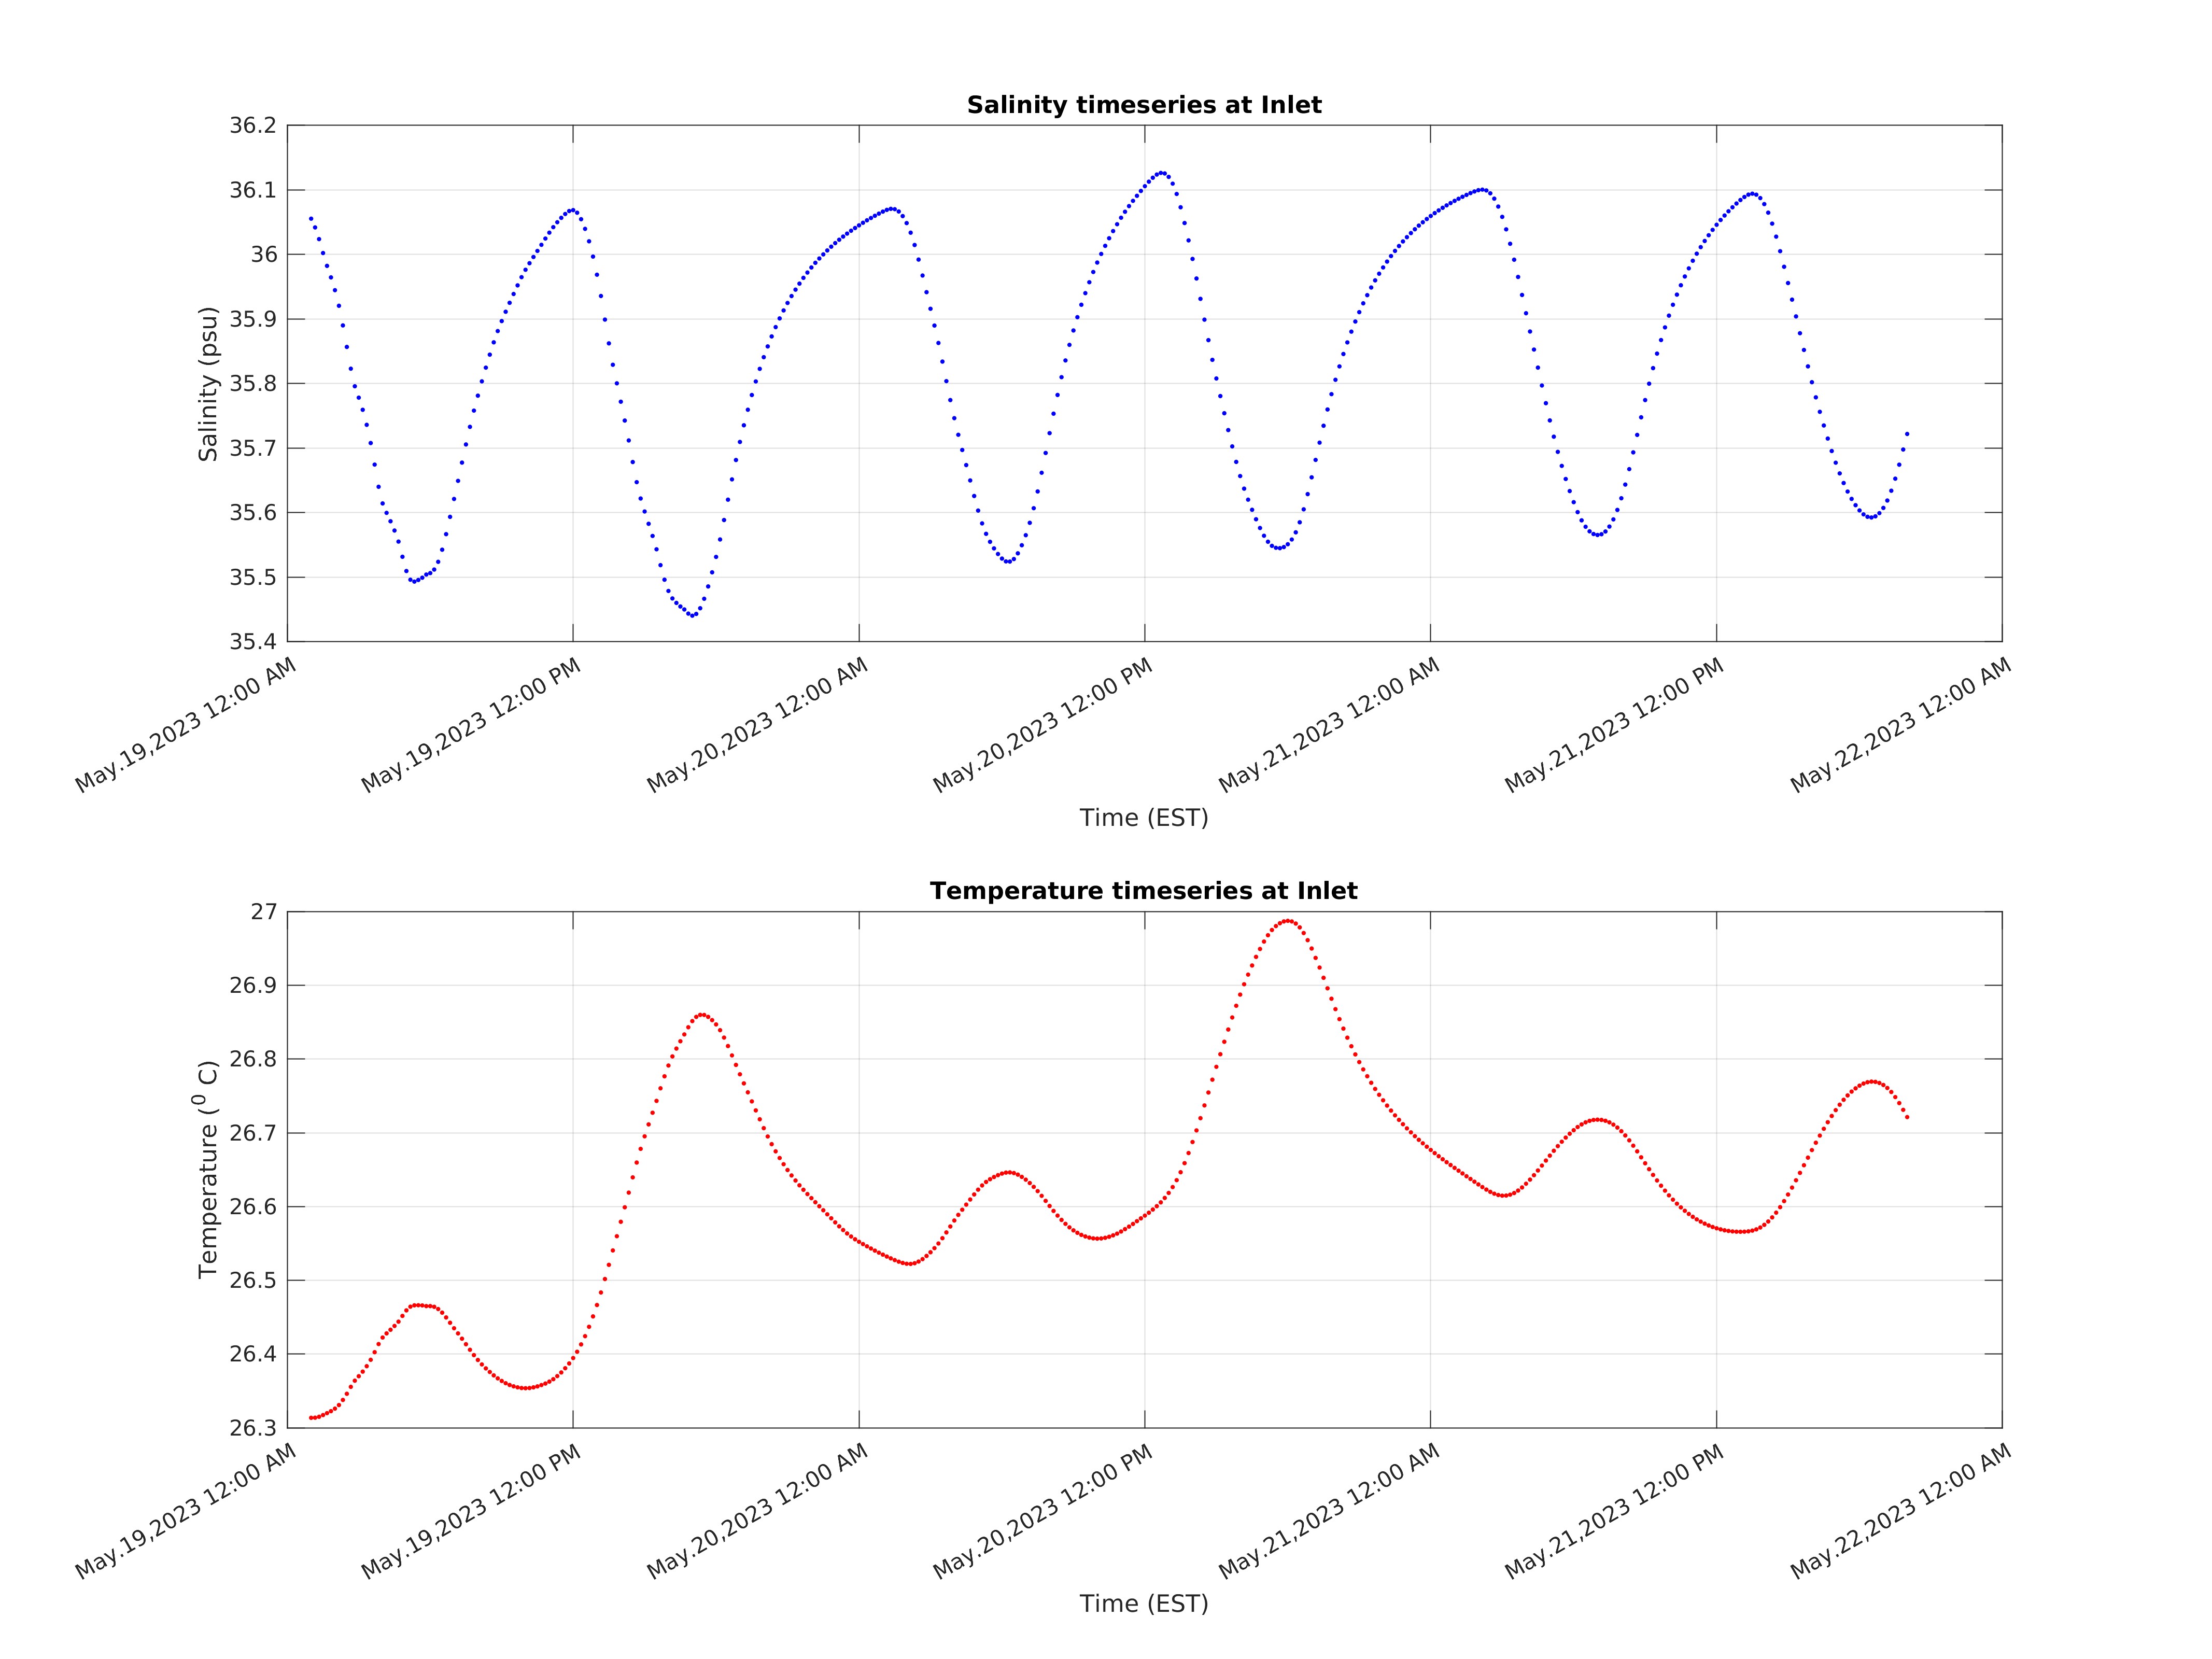 Salinity timeseries at Inlet
Salinity (psu)
36.2
36.1
36
35.9
35.8
35.7
35.6
35.5
35.4
May.19,2023 12:00 AM
May.19,2023 12:00 PM
May.20,2023 12:00 AM
May.20,2023 12:00 PM
May.21,2023 12:00 AM
May.21,2023 12:00 PM
May.22,2023 12:00 AM
Time (EST)
Temperature timeseries at Inlet
Temperature (⁰ C)
27
26.9
26.8
26.7
26.6
26.5
26.4
26.3
May.19,2023 12:00 AM
May.19,2023 12:00 PM
May.20,2023 12:00 AM
May.20,2023 12:00 PM
May.21,2023 12:00 AM
May.21,2023 12:00 PM
May.22,2023 12:00 AM
Time (EST)